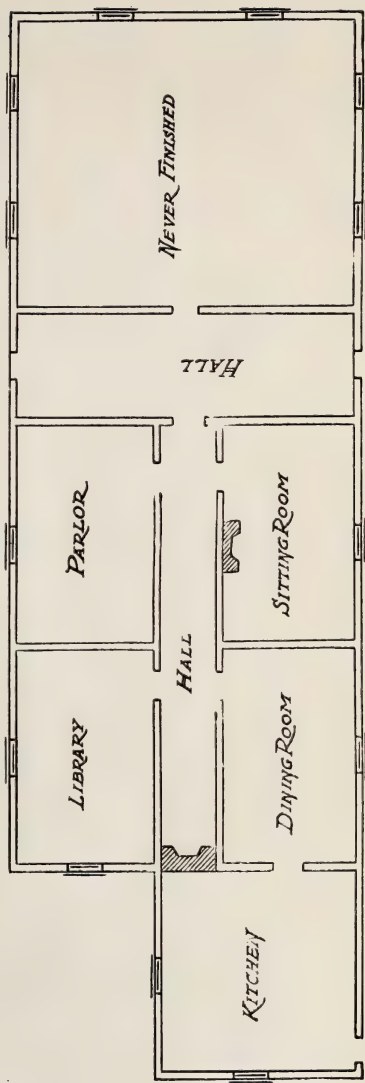 NEVER FINISHED
HALL
PARLOR
SITTING ROOM
HALL
LIBRARY
DINING ROOM
KITCHEN